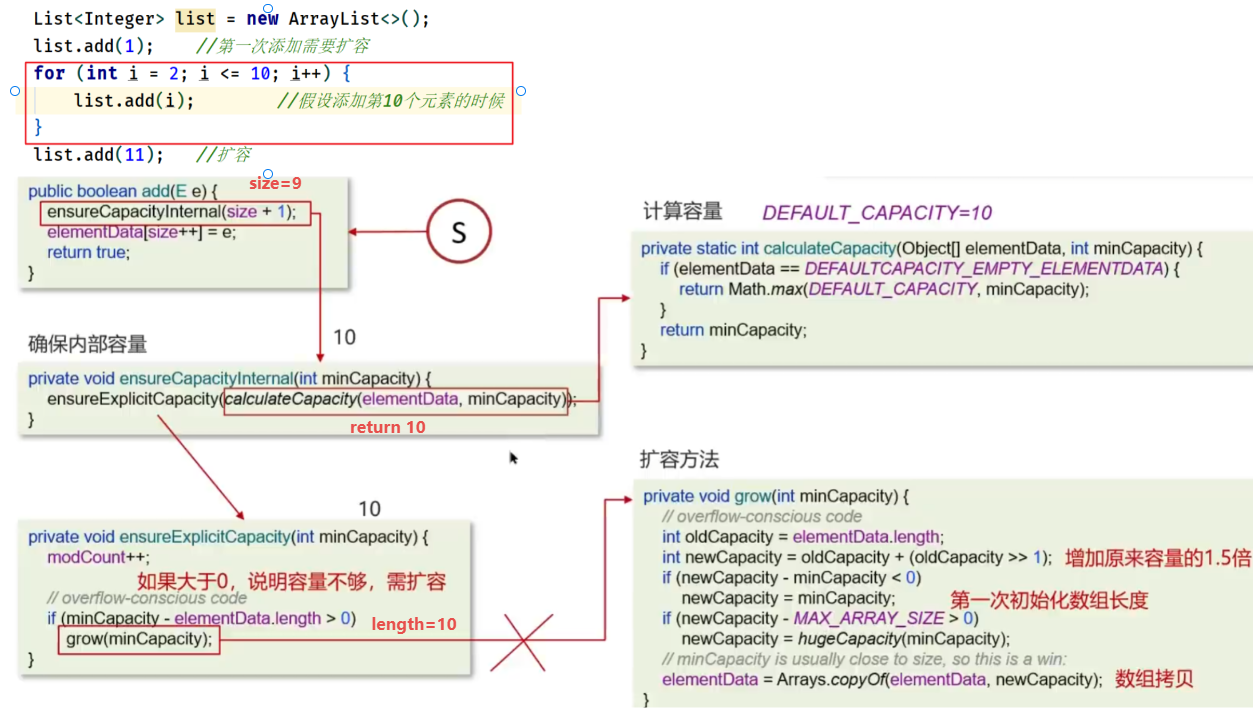 List<Integer> list = new ArrayList<>();
list.add(1);    //第一次添加需要扩容
for (int i = 2; i <= 10; i++) {
    list.add(i);        //假设添加第10个元素的时候
}
list.add(11);   //扩容
size=9
public boolean add(E e) {
    ensureCapacityInternal(size + 1);
    elementData[size++] = e;
    return true;
}
S
10
确保内部容量
private void ensureCapacityInternal(int minCapacity) {
    ensureExplicitCapacity(calculateCapacity(elementData, minCapacity));
}
return 10
10
private void ensureExplicitCapacity(int minCapacity) {
    modCount++;
如果大于0，说明容量不够，需扩容
    // overflow-conscious code
    if (minCapacity - elementData.length > 0)
length=10
        grow(minCapacity);
}
计算容量 DEFAULT_CAPACITY=10
private static int calculateCapacity(Object[] elementData, int minCapacity) {
    if (elementData == DEFAULTCAPACITY_EMPTY_ELEMENTDATA) {
        return Math.max(DEFAULT_CAPACITY, minCapacity);
    }
    return minCapacity;
}
扩容方法
private void grow(int minCapacity) {
    // overflow-conscious code
    int oldCapacity = elementData.length;
    int newCapacity = oldCapacity + (oldCapacity >> 1); 增加原来容量的1.5倍
    if (newCapacity - minCapacity < 0)
        newCapacity = minCapacity; 第一次初始化数组长度
    if (newCapacity - MAX_ARRAY_SIZE > 0)
        newCapacity = hugeCapacity(minCapacity);
    // minCapacity is usually close to size, so this is a win:
    elementData = Arrays.copyOf(elementData, newCapacity); 数组拷贝
}